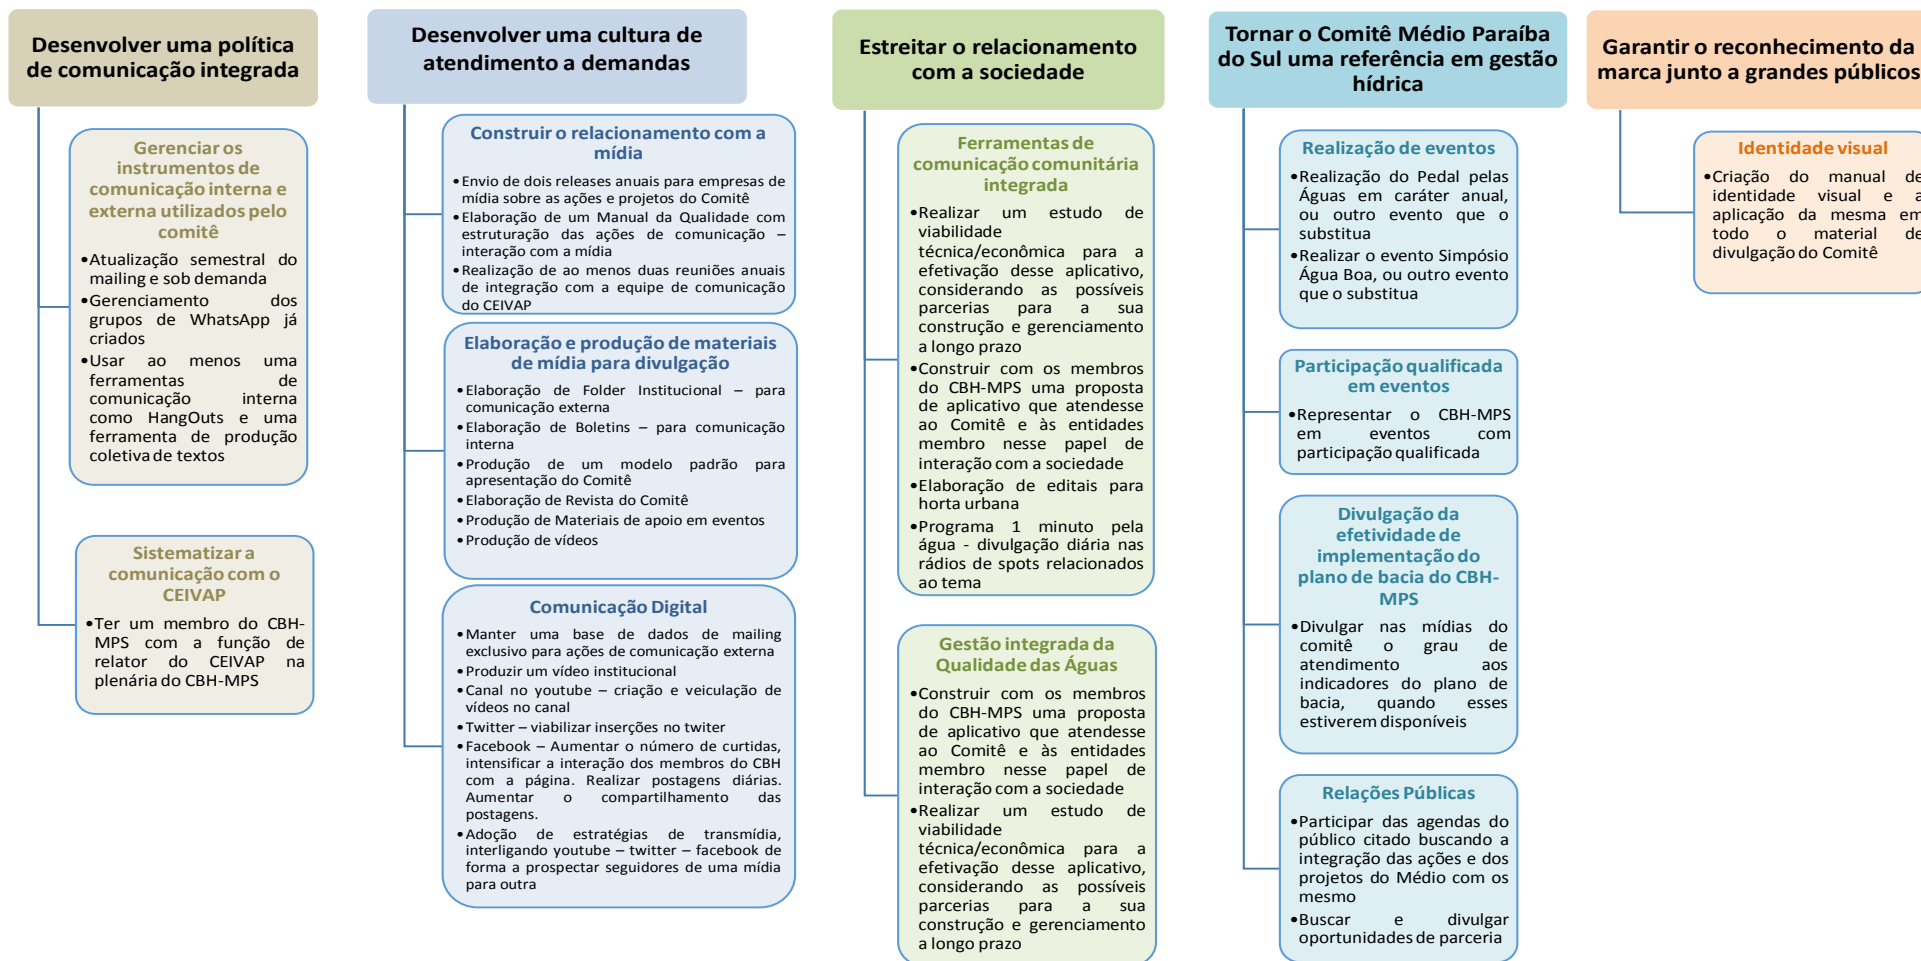 Desenvolver uma política
de comunicação integrada
Gerenciar os
instrumentos de
comunicação interna e
externa utilizados pelo
comitê
•Atualização semestral do
mailing e sob demanda
•Gerenciamento dos
grupos de WhatsApp já
criados
•Usar ao menos uma
ferramentas de
comunicação interna
como HangOuts e uma
ferramenta de produção
coletiva de textos
Sistematizar a
comunicação com o
CEIVAP
•Ter um membro do CBH-
MPS com a função de
relator do CEIVAP na
plenária do CBH-MPS
Desenvolver uma cultura de
atendimento a demandas
Construir o relacionamento com a
mídia
•Envio de dois releases anuais para empresas de
mídia sobre as ações e projetos do Comitê
•Elaboração de um Manual da Qualidade com
estruturação das ações de comunicação –
interação com a mídia
•Realização de ao menos duas reuniões anuais
de integração com a equipe de comunicação
do CEIVAP
Elaboração e produção de materiais
de mídia para divulgação
•Elaboração de Folder Institucional – para
comunicação externa
•Elaboração de Boletins – para comunicação
interna
•Produção de um modelo padrão para
apresentação do Comitê
•Elaboração de Revista do Comitê
•Produção de Materiais de apoio em eventos
•Produção de vídeos
Comunicação Digital
•Manter uma base de dados de mailing
exclusivo para ações de comunicação externa
•Produzir um vídeo institucional
•Canal no youtube – criação e veiculação de
vídeos no canal
•Twitter – viabilizar inserções no twiter
•Facebook – Aumentar o número de curtidas,
intensificar a interação dos membros do CBH
com a página. Realizar postagens diárias.
Aumentar o compartilhamento das
postagens.
•Adoção de estratégias de transmídia,
interligando youtube – twitter – facebook de
forma a prospectar seguidores de uma mídia
para outra
Estreitar o relacionamento
com a sociedade
Ferramentas de
comunicação comunitária
integrada
•Realizar um estudo de
viabilidade
técnica/econômica para a
efetivação desse aplicativo,
considerando as possíveis
parcerias para a sua
construção e gerenciamento
a longo prazo
•Construir com os membros
do CBH-MPS uma proposta
de aplicativo que atendesse
ao Comitê e às entidades
membro nesse papel de
interação com a sociedade
•Elaboração de editais para
horta urbana
•Programa 1 minuto pela
água - divulgação diária nas
rádios de spots relacionados
ao tema
Gestão integrada da
Qualidade das Águas
•Construir com os membros
do CBH-MPS uma proposta
de aplicativo que atendesse
ao Comitê e às entidades
membro nesse papel de
interação com a sociedade
•Realizar um estudo de
viabilidade
técnica/econômica para a
efetivação desse aplicativo,
considerando as possíveis
parcerias para a sua
construção e gerenciamento
a longo prazo
Tornar o Comitê Médio Paraíba
do Sul uma referência em gestão
hídrica
Realização de eventos
•Realização do Pedal pelas
Águas em caráter anual,
ou outro evento que o
substitua
•Realizar o evento Simpósio
Água Boa, ou outro evento
que o substitua
Participação qualificada
em eventos
•Representar o CBH-MPS
em eventos com
participação qualificada
Divulgação da
efetividade de
implementação do
plano de bacia do CBH-
MPS
•Divulgar nas mídias do
comitê o grau de
atendimento aos
indicadores do plano de
bacia, quando esses
estiverem disponíveis
Relações Públicas
•Participar das agendas do
público citado buscando a
integração das ações e dos
projetos do Médio com os
mesmo
•Buscar e divulgar
oportunidades de parceria
Garantir o reconhecimento da
marca junto a grandes públicos
Identidade visual
•Criação do manual de
identidade visual e a
aplicação da mesma em
todo o material de
divulgação do Comitê